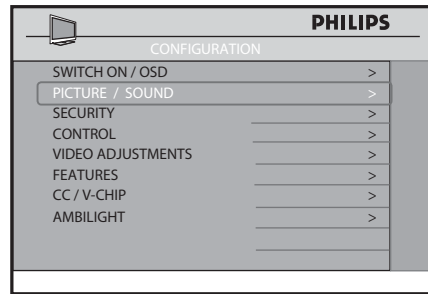 PHILIPS
CONFIGURATION
SWITCH ON / OSD >
PICTURE / SOUND >
SECURITY >
CONTROL >
VIDEO ADJUSTMENTS >
FEATURES >
CC / V-CHIP >
AMBILIGHT >